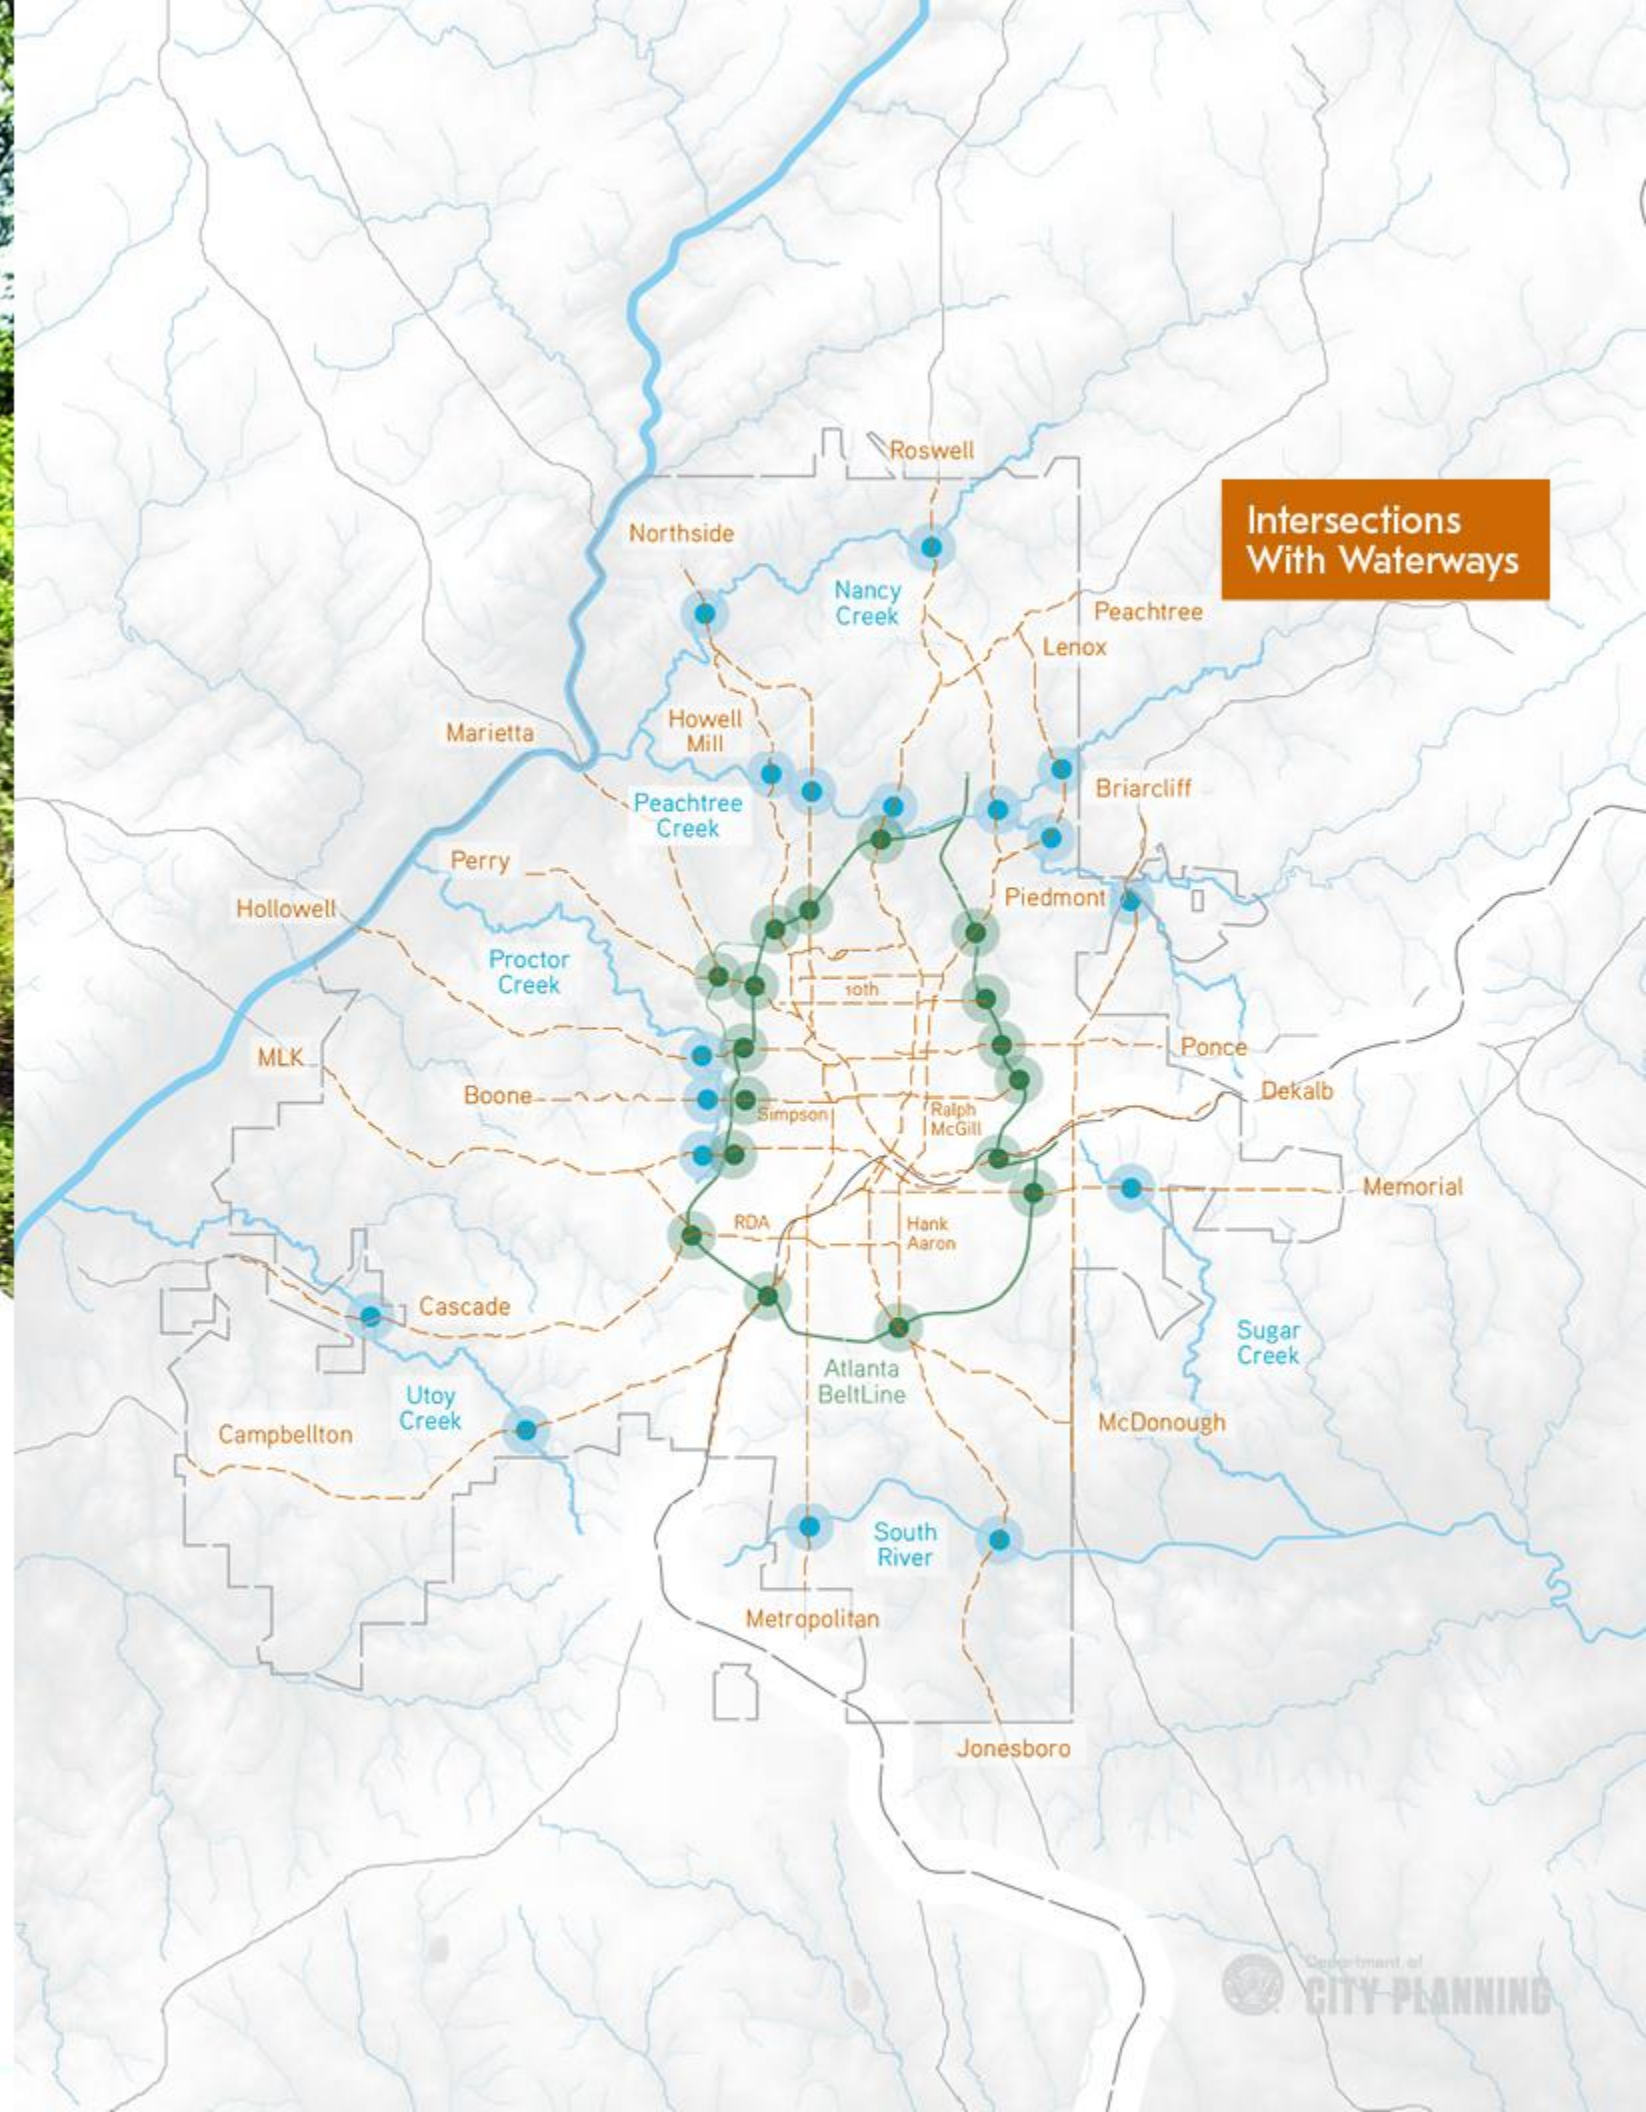 Roswell
Intersections
With Waterways
Northside
Nancy
Creek
Peachtree
Lenox
Howell
Mill
Marietta
Briarcliff
Peachtree
Creek
Perry
Piedmont
Hollowell
Proctor
Creek
10th
Ponce
MLK
Boone
Dekalb
Simpson
Ralph
McGill
Memorial
RDA
Hank
Aaron
Cascade
Sugar
Creek
Atlanta
BeltLine
Utoy
Creek
Campbellton
McDonough
South
River
Metropolitan
Jonesboro
Department of
CITY PLANNING